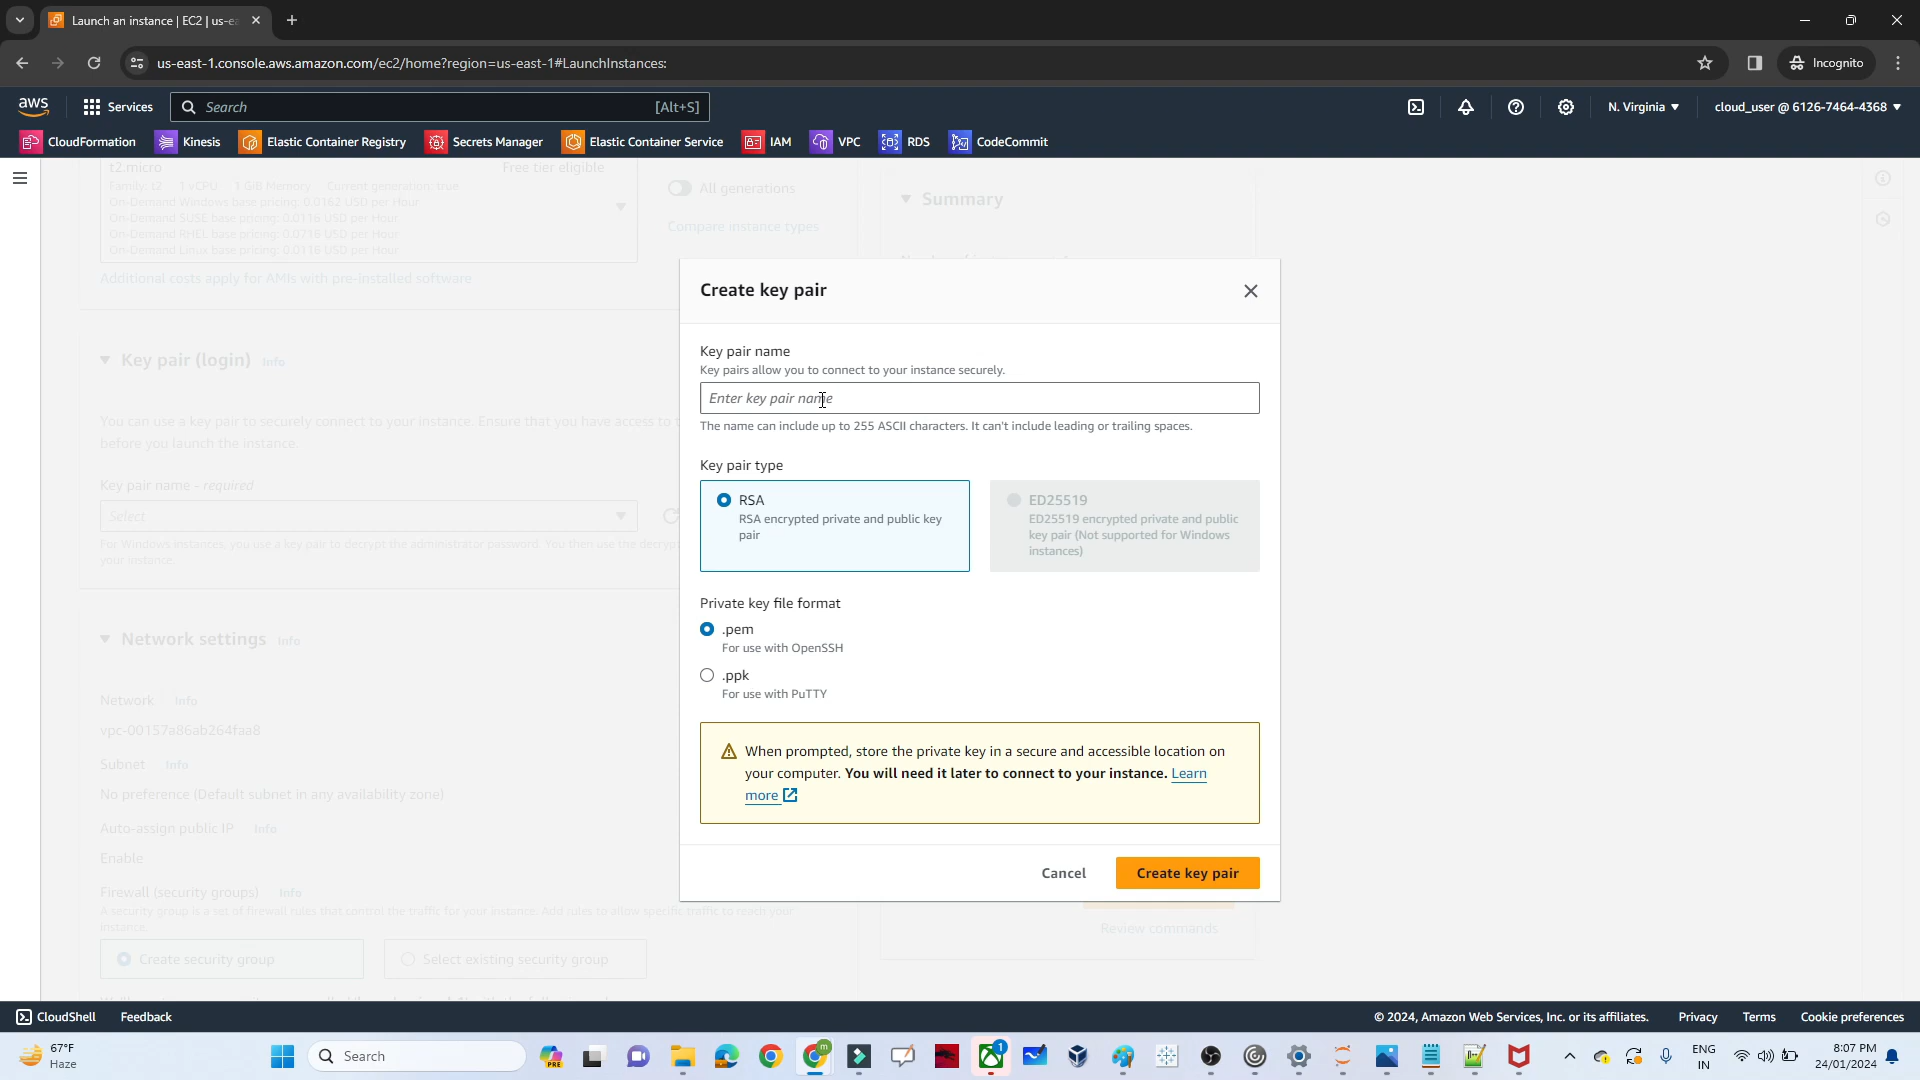 Launch an instance | EC2 | us-ea
us-east-1.console.aws.amazon.com/ec2/home?region=us-east-1#LaunchInstances:
Incognito
aws
Services
Search
[Alt+S]
N. Virginia
cloud_user @ 6126-7464-4368
CloudFormation
Kinesis
Elastic Container Registry
Secrets Manager
Elastic Container Service
IAM
VPC
RDS
CodeCommit
t2.micro
Free tier eligible
Family: t2 1 vCPU 1 GiB Memory Current generation: true
On-Demand Windows base pricing: 0.0162 USD per Hour
On-Demand SUSE base pricing: 0.0116 USD per Hour
On-Demand RHEL base pricing: 0.0716 USD per Hour
On-Demand Linux base pricing: 0.0116 USD per Hour
All generations
Compare instance types
Additional costs apply for AMIs with pre-installed software
Summary
Key pair (login) Info
You can use a key pair to securely connect to your instance. Ensure that you have access to
before you launch the instance.
Key pair name - required
Select
For Windows instances, you use a key pair to decrypt the administrator password. You then use the decryp
your instance.
Network settings Info
Network Info
vpc-00157a86ab264faa8
Subnet Info
No preference (Default subnet in any availability zone)
Auto-assign public IP Info
Enable
Firewall (security groups) Info
A security group is a set of firewall rules that control the traffic for your instance. Add rules to allow specific traffic to reach your
instance.
Create security group
Select existing security group
Review commands
Create key pair
Key pair name
Key pairs allow you to connect to your instance securely.
Enter key pair name
The name can include up to 255 ASCII characters. It can't include leading or trailing spaces.
Key pair type
RSA
RSA encrypted private and public key
pair
ED25519
ED25519 encrypted private and public
key pair (Not supported for Windows
instances)
Private key file format
.pem
For use with OpenSSH
.ppk
For use with PuTTY
When prompted, store the private key in a secure and accessible location on
your computer. You will need it later to connect to your instance. Learn
more
Cancel
Create key pair
CloudShell
Feedback
© 2024, Amazon Web Services, Inc. or its affiliates.
Privacy
Terms
Cookie preferences
67°F
Haze
Search
PRE
m
1
ENG
IN
8:07 PM
24/01/2024